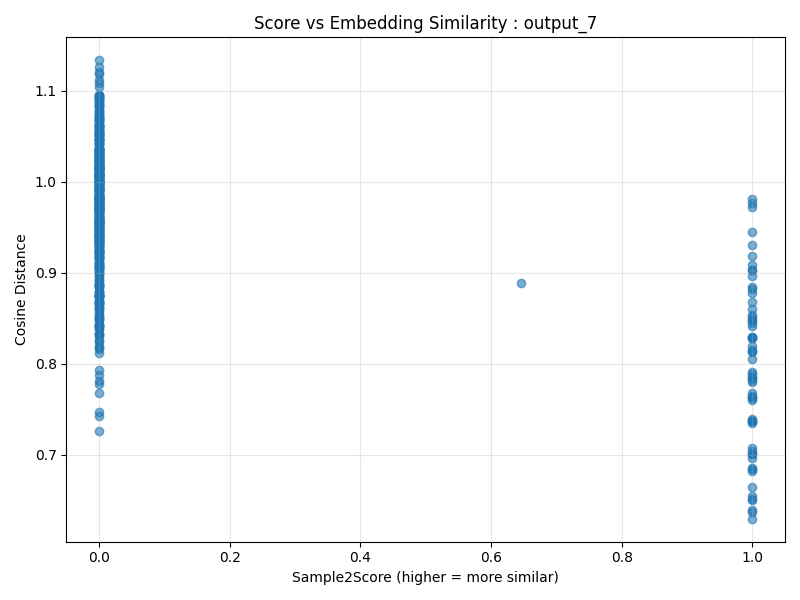 Score vs Embedding Similarity : output_7
1.1
1.0
0.9
0.8
0.7
Cosine Distance
0.0 0.2 0.4 0.6 0.8 1.0
Sample2Score (higher = more similar)